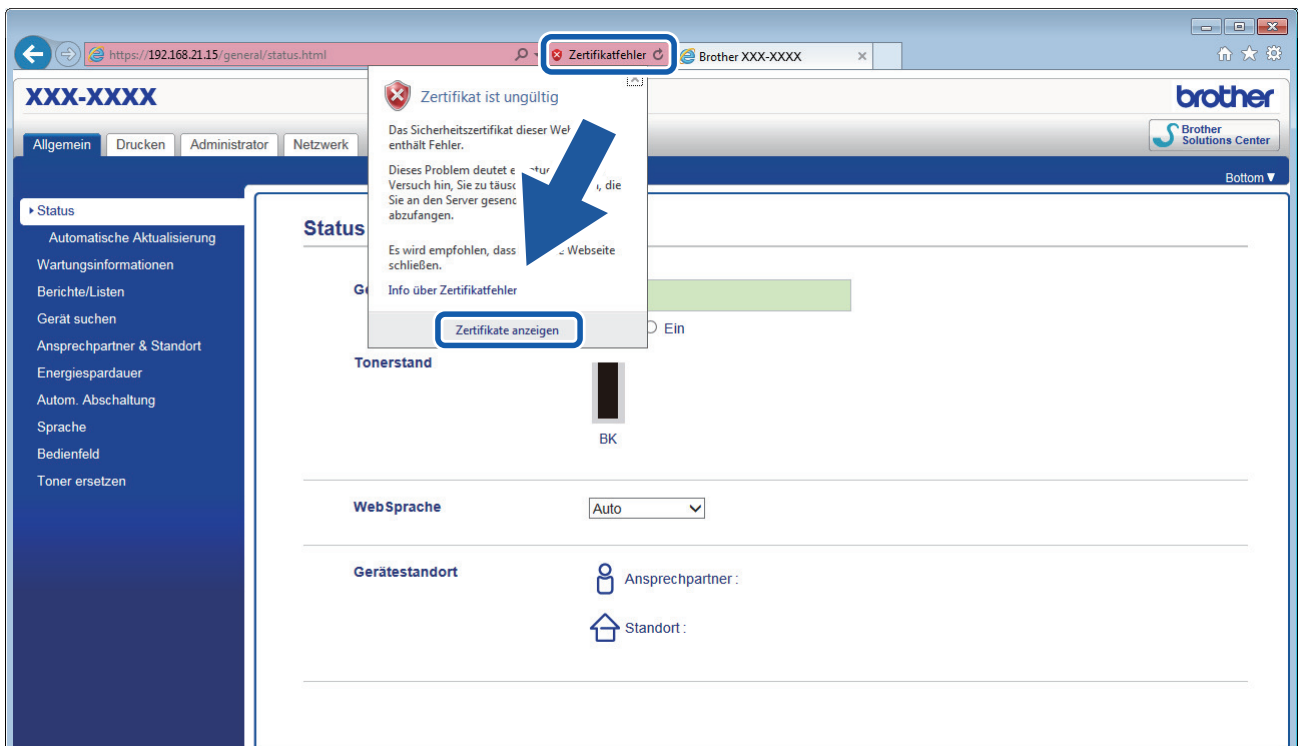 https://192.168.21.15/general/status.html
Zertifikatfehler
Brother XXX-XXXX
XXX-XXXX
brother
Zertifikat ist ungültig
Das Sicherheitszertifikat dieser
enthält Fehler.
Dieses Problem deutet
Versuch hin, Sie zu , die
Sie an den Server
abzufangen.
Es wird empfohlen, dass Webseite
schließen.
Info über Zertifikatfehler
Zertifikate anzeigen
Allgemein
Drucken
Administrator
Netzwerk
Brother
Solutions Center
Bottom▼
Status
Automatische Aktualisierung
Wartungsinformationen
Berichte/Listen
Gerät suchen
Ansprechpartner & Standort
Energiespardauer
Autom. Abschaltung
Sprache
Bedienfeld
Toner ersetzen
Status
Ein
Tonerstand
BK
WebSprache
Auto
Gerätestandort
Ansprechpartner :
Standort :